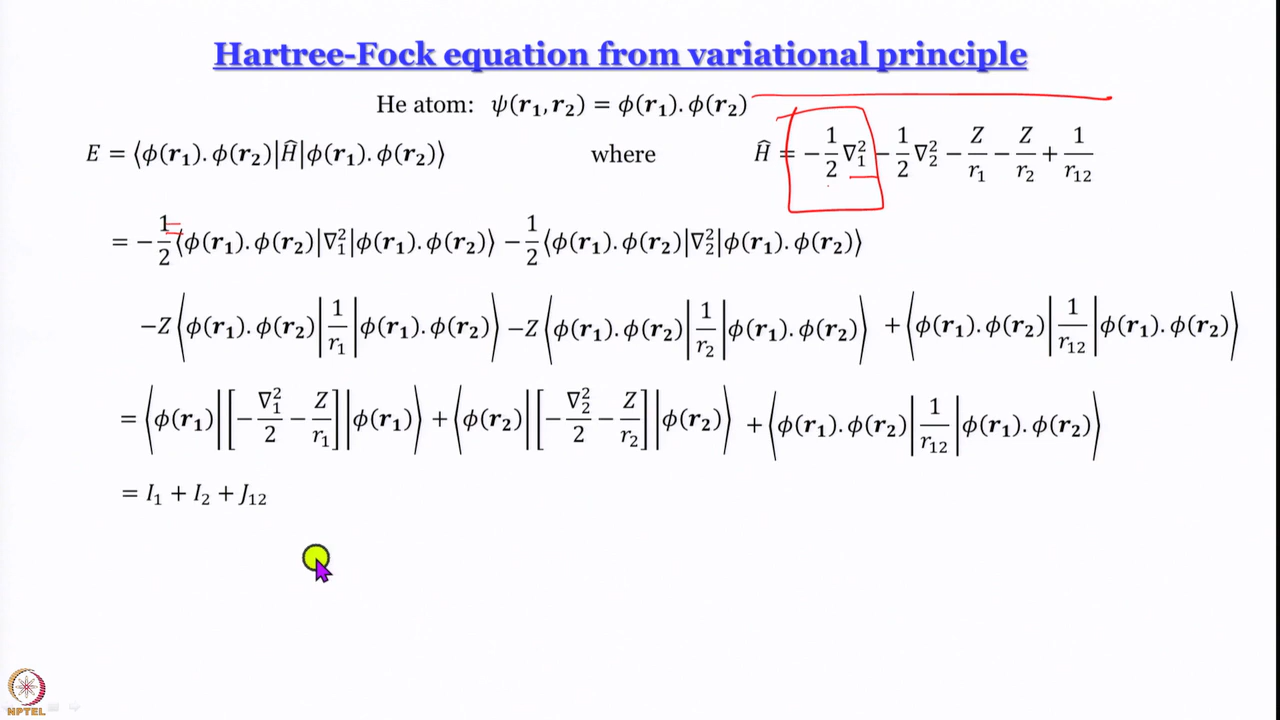 Hartree-Fock equation from variational principle
He atom: ψ(r₁, r₂) = ϕ(r₁). ϕ(r₂)
E = ⟨ϕ(r₁). ϕ(r₂)|Ĥ|ϕ(r₁). ϕ(r₂)⟩ where Ĥ = −1/2 ∇₁² − 1/2 ∇₂² − Z/r₁ − Z/r₂ + 1/r₁₂
= −1/2 ⟨ϕ(r₁). ϕ(r₂)|∇₁²|ϕ(r₁). ϕ(r₂)⟩ − 1/2 ⟨ϕ(r₁). ϕ(r₂)|∇₂²|ϕ(r₁). ϕ(r₂)⟩
−Z ⟨ϕ(r₁). ϕ(r₂)|1/r₁|ϕ(r₁). ϕ(r₂)⟩ −Z ⟨ϕ(r₁). ϕ(r₂)|1/r₂|ϕ(r₁). ϕ(r₂)⟩ + ⟨ϕ(r₁). ϕ(r₂)|1/r₁₂|ϕ(r₁). ϕ(r₂)⟩
= ⟨ϕ(r₁)|[−∇₁²/2 − Z/r₁]|ϕ(r₁)⟩ + ⟨ϕ(r₂)|[−∇₂²/2 − Z/r₂]|ϕ(r₂)⟩ + ⟨ϕ(r₁). ϕ(r₂)|1/r₁₂|ϕ(r₁). ϕ(r₂)⟩
= I₁ + I₂ + J₁₂
NPTEL